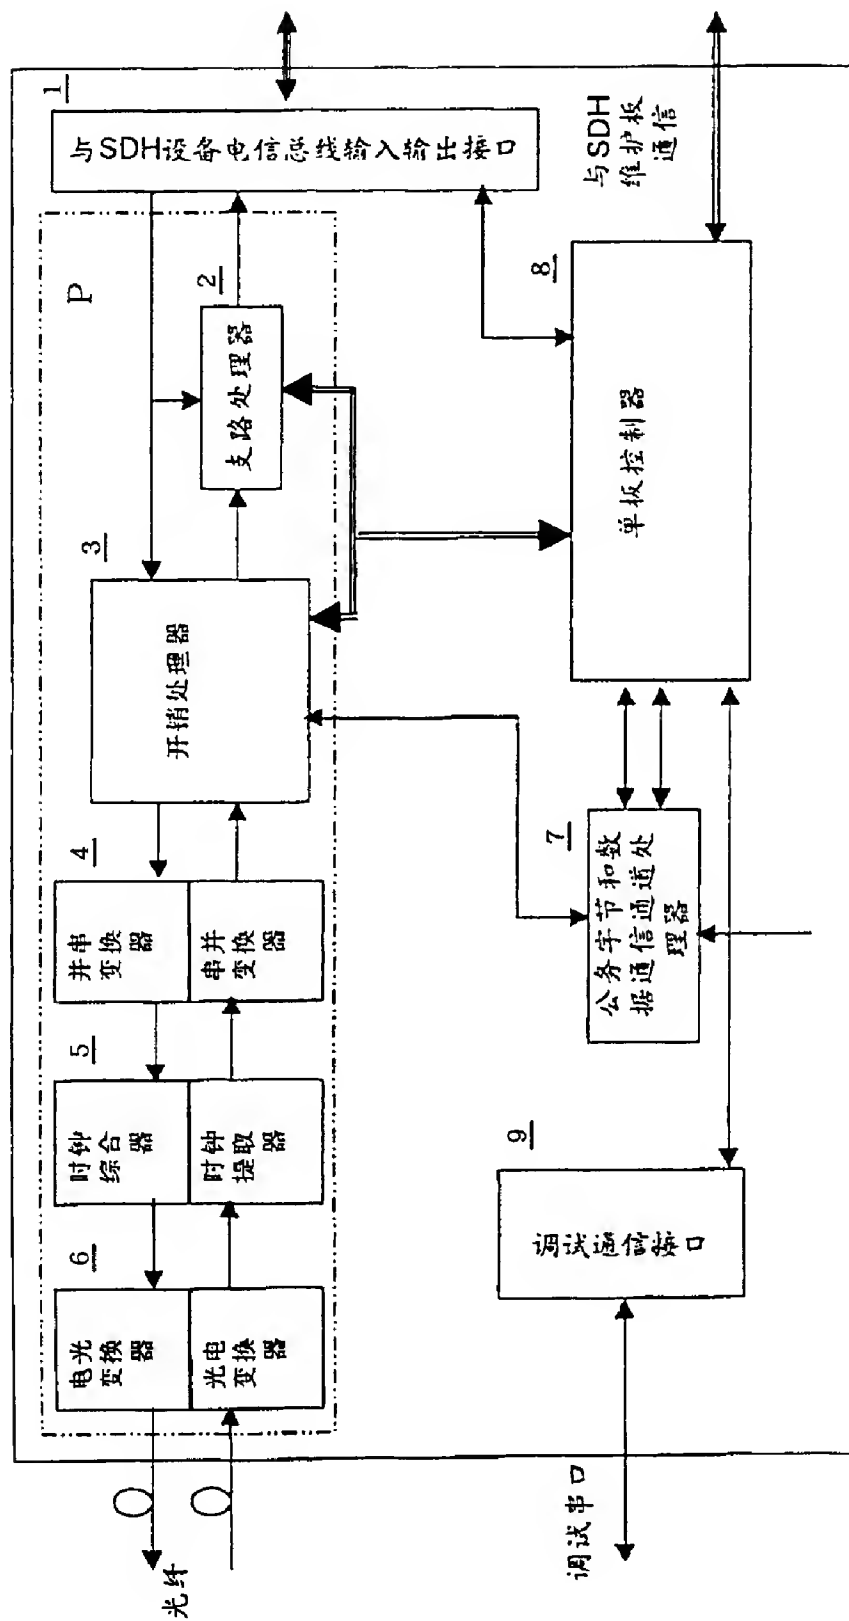 光纤
电光
变换
器
光电
变换
器
6
时钟
综合
器
时钟
提取
器
5
并串
变换
器
串并
变换
器
4
开销处理器
3
支路处理器
2
P
与SDH设备电信总线输入输出接口
1
调试串口
调试通信接口
9
公务字节和数
据通信通道处
理器
7
单板控制器
8
与SDH
维护板
通信